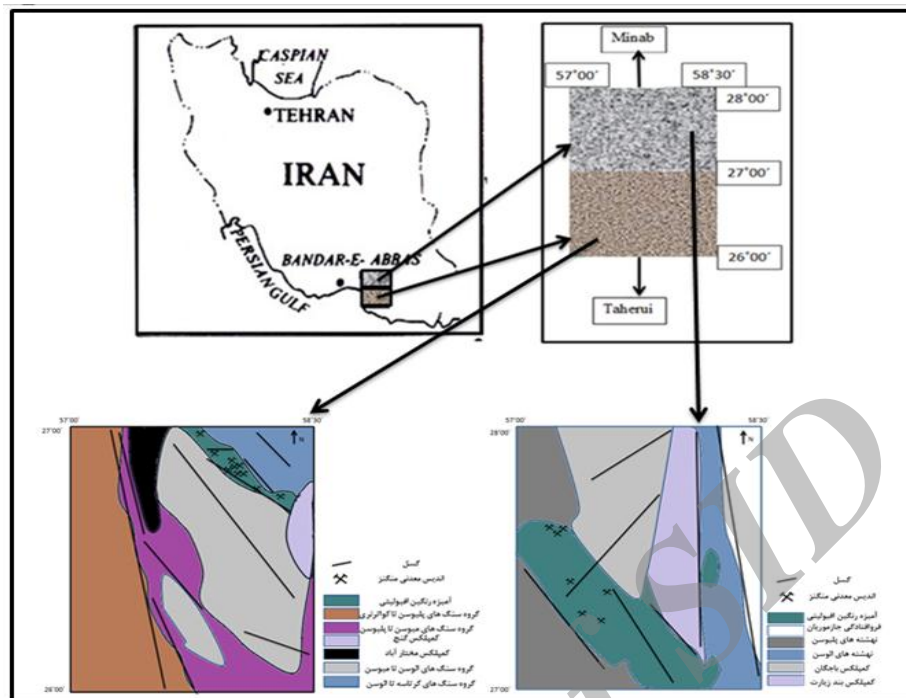 CASPIAN
SEA
TEHRAN
IRAN
PERSIAN GULF
BANDAR-E- ABBAS
Minab
57°00´
58°30´
28°00´
27°00´
26°00´
Taherui
57°00´
58°30´
27°00´
N
گسل
اندیس معدنی منگنز
آمیزه رنگین افیولیتی
گروه سنگ های پلیوسن تا کواترنری
گروه سنگ های میوسن تا پلیوسن
کمپلکس گنج
کمپلکس مختار آباد
گروه سنگ های ائوسن تا میوسن
گروه سنگ های کرتاسه تا ائوسن
26°00´
57°00´
58°30´
28°00´
N
گسل
اندیس معدنی منگنز
آمیزه رنگین افیولیتی
فروافتادگی جازموریان
نهشته های پلیوسن
نهشته های ائوسن
کمپلکس باجگان
کمپلکس بند زیارت
27°00´
SID